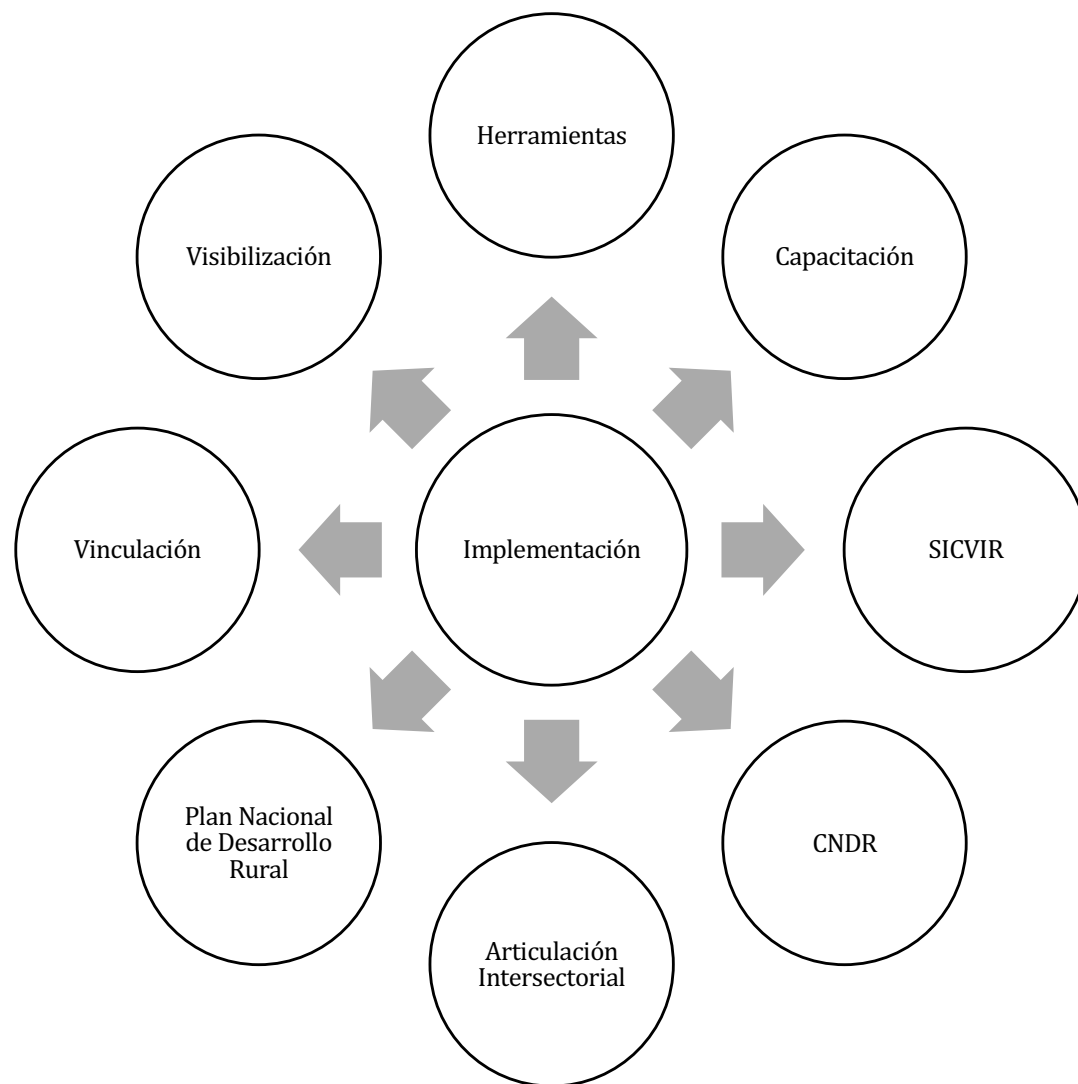 Herramientas
Visibilización
Capacitación
Vinculación
Implementación
SICVIR
Plan Nacional
de Desarrollo
Rural
CNDR
Articulación
Intersectorial